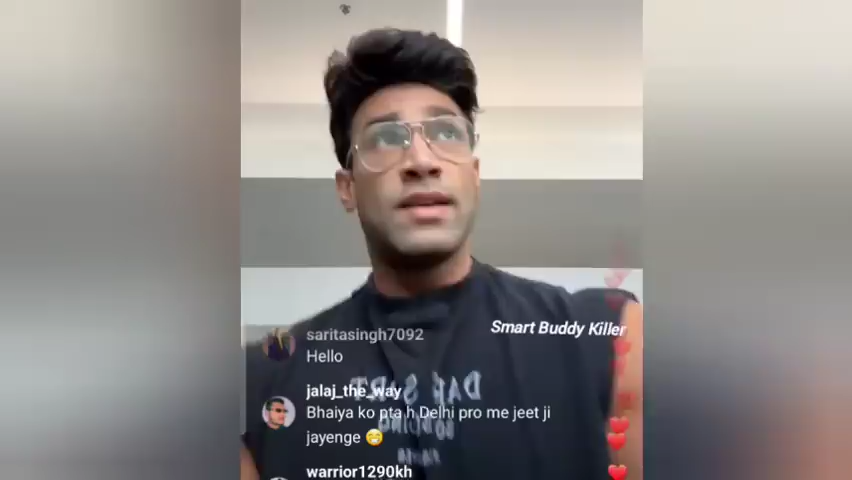 Smart Buddy Killer
saritasingh7092
Hello
jalaj_the_way
Bhaiya ko pta h Delhi pro me jeet ji
jayenge 😁
warrior1290kh